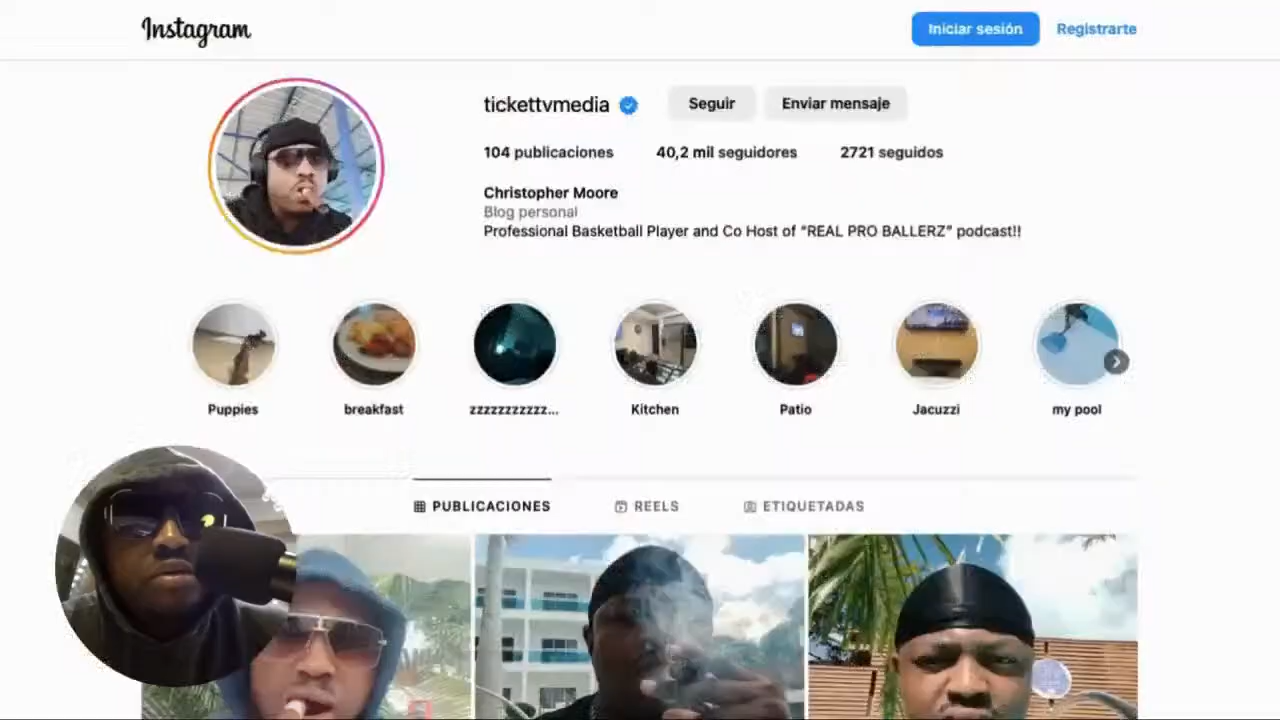 Instagram
Iniciar sesión
Registrarte
tickettvmedia
Seguir
Enviar mensaje
104 publicaciones
40,2 mil seguidores
2721 seguidos
Christopher Moore
Blog personal
Professional Basketball Player and Co Host of "REAL PRO BALLERZ" podcast!!
Puppies
breakfast
zzzzzzzzzzz...
Kitchen
Patio
Jacuzzi
my pool
PUBLICACIONES
REELS
ETIQUETADAS